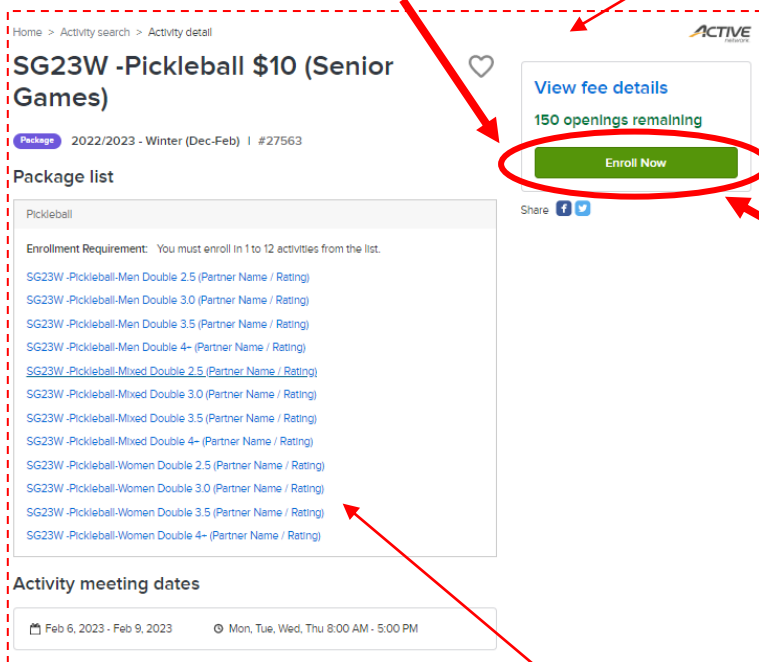 Home > Activity search > Activity detail
ACTIVE
network
SG23W -Pickleball $10 (Senior
Games)
Package 2022/2023 - Winter (Dec-Feb) | #27563
Package list
Pickleball
Enrollment Requirement: You must enroll in 1 to 12 activities from the list.
SG23W -Pickleball-Men Double 2.5 (Partner Name / Rating)
SG23W -Pickleball-Men Double 3.0 (Partner Name / Rating)
SG23W -Pickleball-Men Double 3.5 (Partner Name / Rating)
SG23W -Pickleball-Men Double 4+ (Partner Name / Rating)
SG23W -Pickleball-Mixed Double 2.5 (Partner Name / Rating)
SG23W -Pickleball-Mixed Double 3.0 (Partner Name / Rating)
SG23W -Pickleball-Mixed Double 3.5 (Partner Name / Rating)
SG23W -Pickleball-Mixed Double 4+ (Partner Name / Rating)
SG23W -Pickleball-Women Double 2.5 (Partner Name / Rating)
SG23W -Pickleball-Women Double 3.0 (Partner Name / Rating)
SG23W -Pickleball-Women Double 3.5 (Partner Name / Rating)
SG23W -Pickleball-Women Double 4+ (Partner Name / Rating)
Activity meeting dates
Feb 6, 2023 - Feb 9, 2023 Mon, Tue, Wed, Thu 8:00 AM - 5:00 PM
View fee details
150 openings remaining
Enroll Now
Share